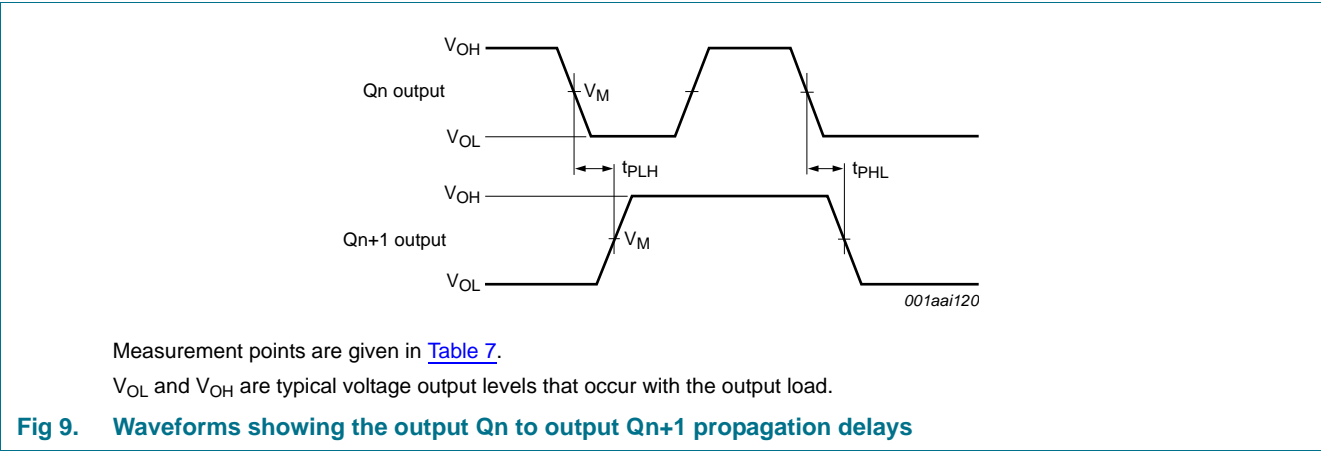 VOH
Qn output
VM
VOL
tPLH
tPHL
VOH
Qn+1 output
VM
VOL
001aai120
Measurement points are given in Table 7.
VOL and VOH are typical voltage output levels that occur with the output load.
Fig 9. Waveforms showing the output Qn to output Qn+1 propagation delays